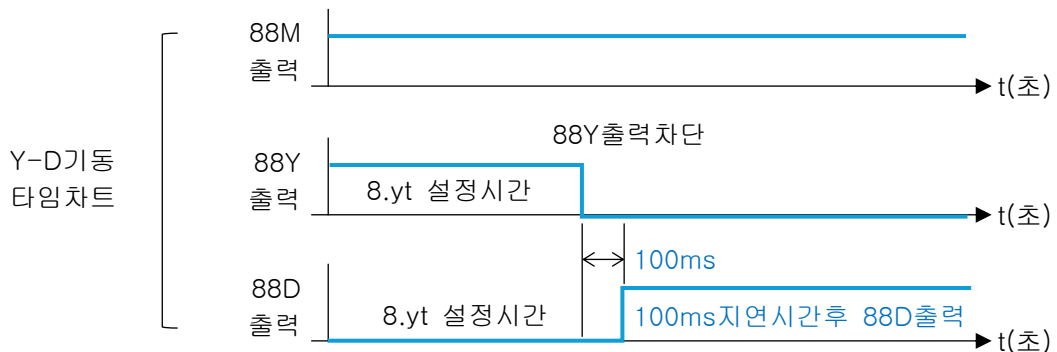 88M
출력
t(초)
Y-D기동
타임차트
88Y출력차단
88Y
출력
8.yt 설정시간
t(초)
100ms
88D
출력
8.yt 설정시간
100ms지연시간후 88D출력
t(초)